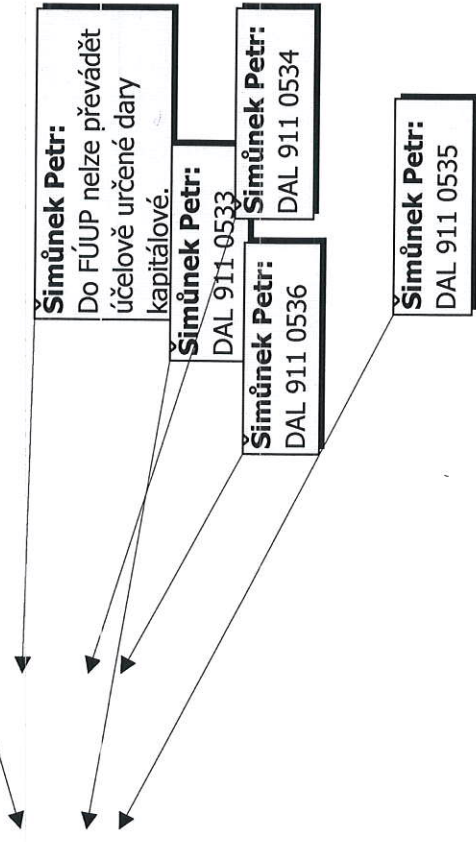 Šimůnek Petr:
Do FÚUP nelze převádět
účelově určené dary
kapitálové.
Šimůnek Petr:
DAL 911 0533
Šimůnek Petr:
DAL 911 0534
Šimůnek Petr:
DAL 911 0536
Šimůnek Petr:
DAL 911 0535